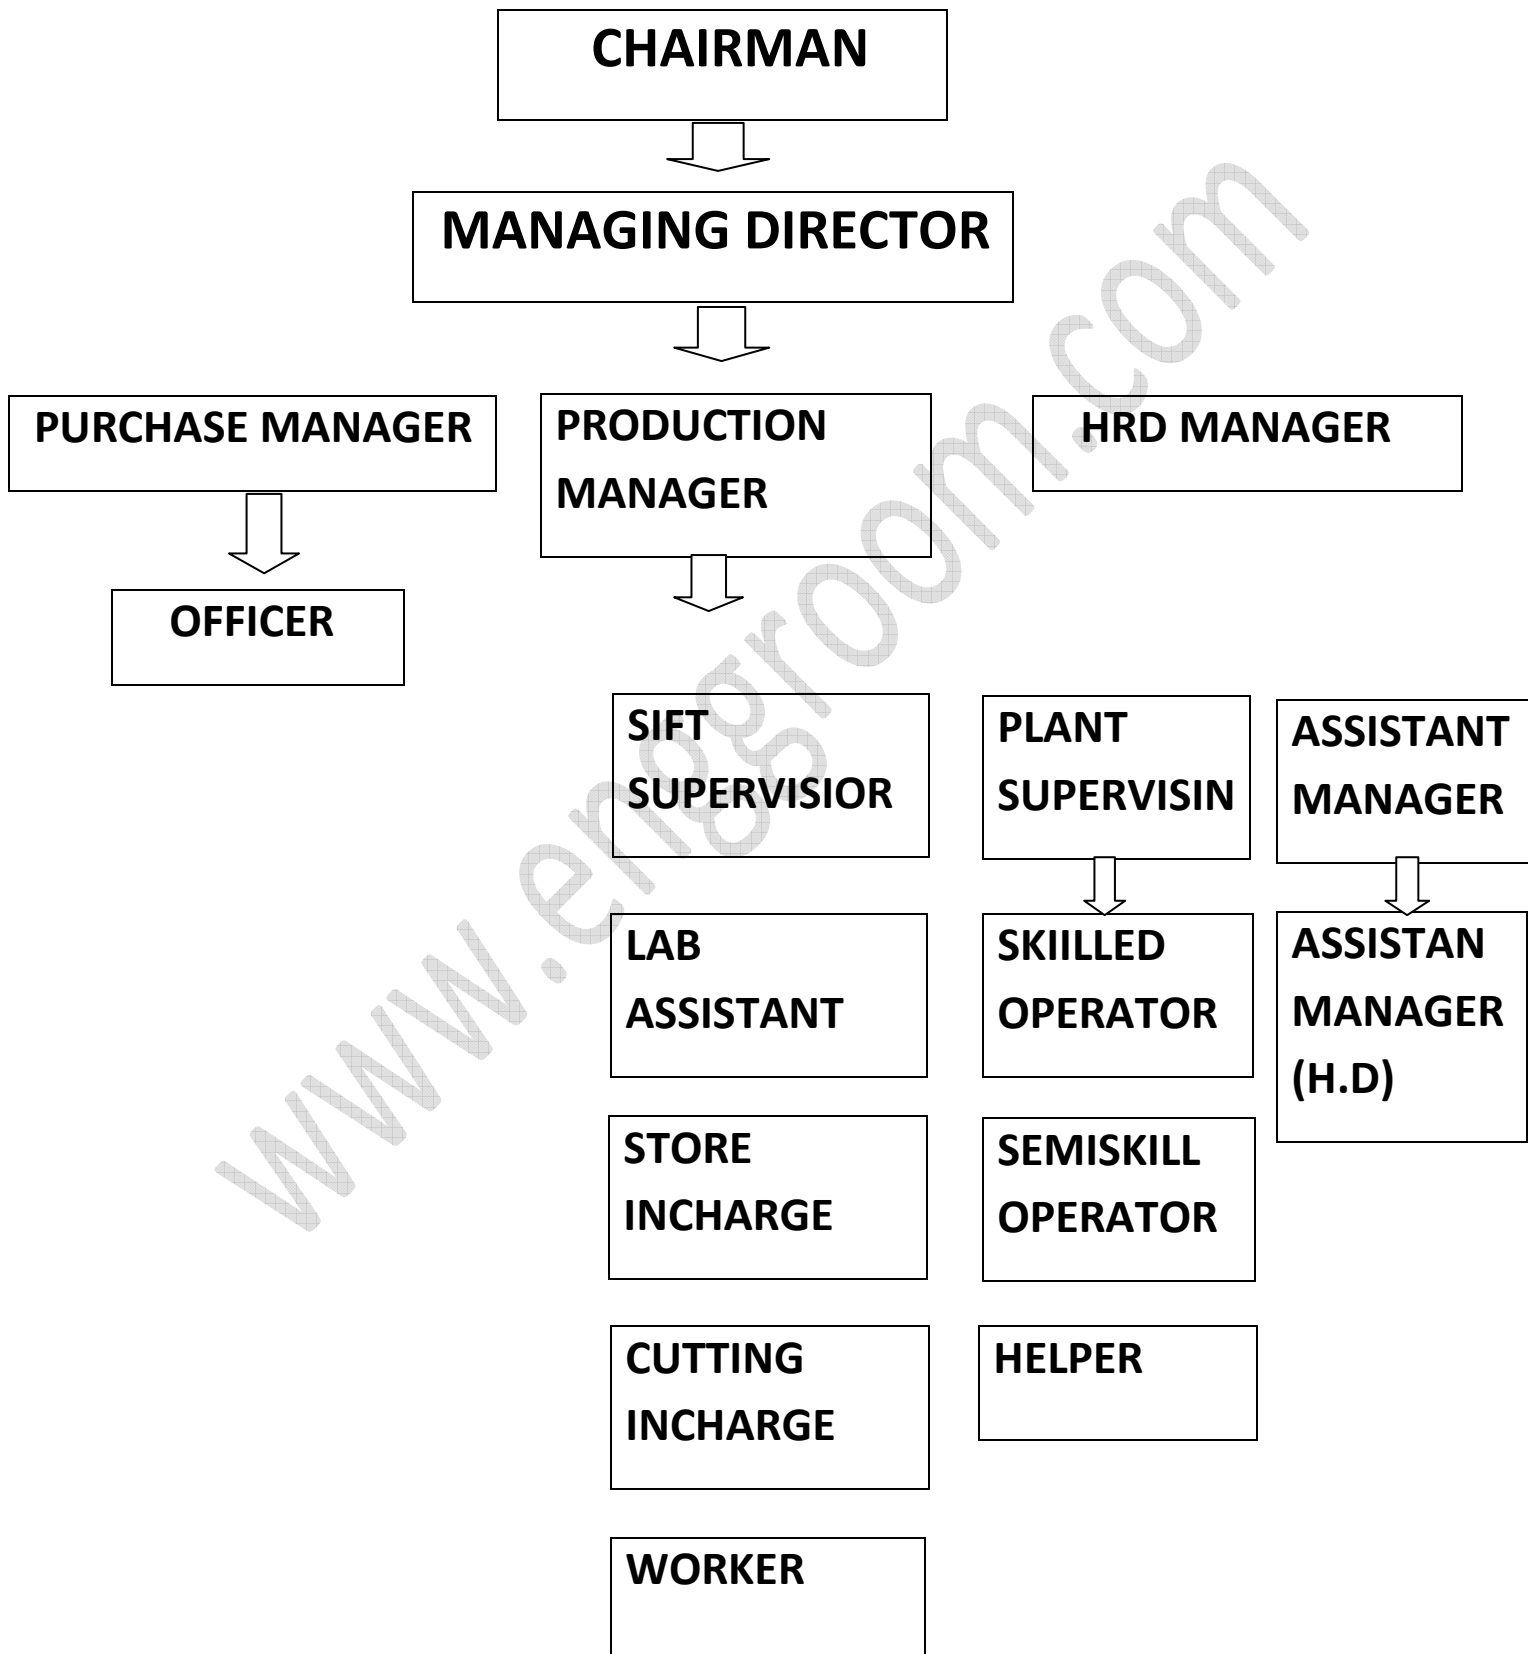 CHAIRMAN
MANAGING DIRECTOR
PURCHASE MANAGER
PRODUCTION
MANAGER
HRD MANAGER
OFFICER
SIFT
SUPERVISIOR
PLANT
SUPERVISIN
ASSISTANT
MANAGER
LAB
ASSISTANT
SKIILLED
OPERATOR
ASSISTAN
MANAGER
(H.D)
STORE
INCHARGE
SEMISKILL
OPERATOR
CUTTING
INCHARGE
HELPER
WORKER
www.enggroom.com